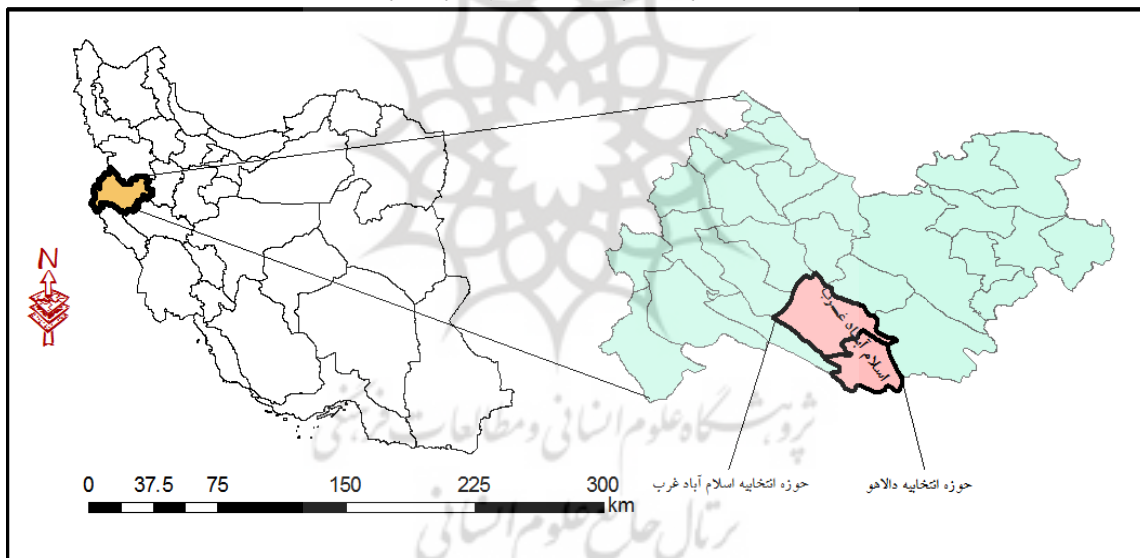 N
اسلام آباد غرب
پژوهشگاه علوم انسانی و مطالعات فرهنگی
حوزه انتخابیه اسلام آباد غرب
حوزه انتخابیه دالاهو
0 37.5 75 150 225 300
km
پرتال جامع علوم انسانی